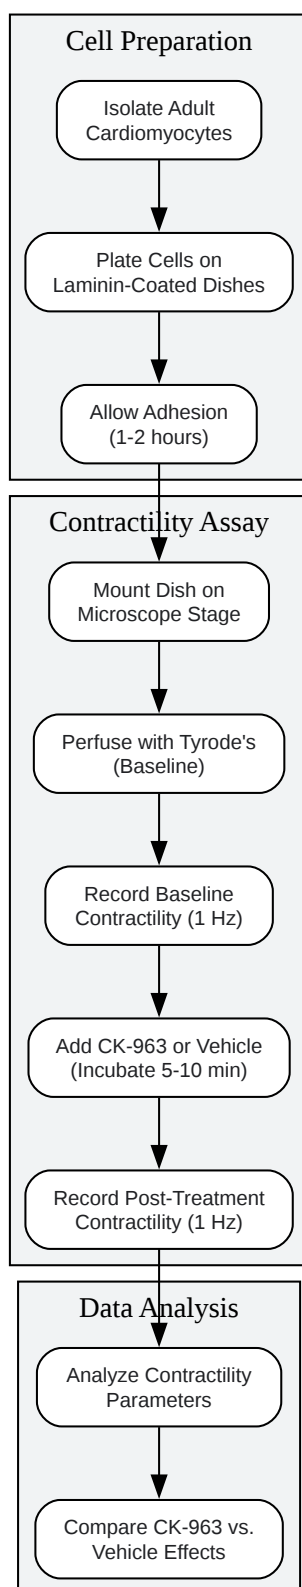 Cell Preparation
Isolate Adult
Cardiomyocytes
Plate Cells on
Laminin-Coated Dishes
Allow Adhesion
(1-2 hours)
Contractility Assay
Mount Dish on
Microscope Stage
Perfuse with Tyrode's
(Baseline)
Record Baseline
Contractility (1 Hz)
Add CK-963 or Vehicle
(Incubate 5-10 min)
Record Post-Treatment
Contractility (1 Hz)
Data Analysis
Analyze Contractility
Parameters
Compare CK-963 vs.
Vehicle Effects